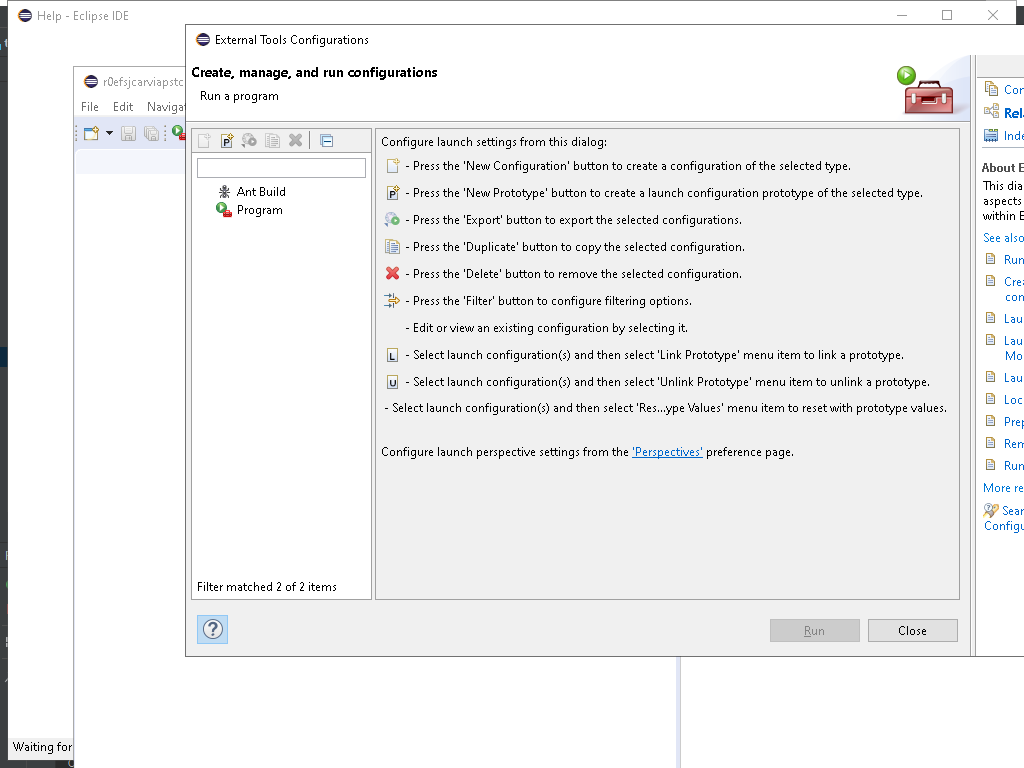 Help - Eclipse IDE
External Tools Configurations
Create, manage, and run configurations
Run a program
r0efsjcarviapstc
File Edit Naviga
Configure launch settings from this dialog:
- Press the 'New Configuration' button to create a configuration of the selected type.
- Press the 'New Prototype' button to create a launch configuration prototype of the selected type.
- Press the 'Export' button to export the selected configurations.
- Press the 'Duplicate' button to copy the selected configuration.
- Press the 'Delete' button to remove the selected configuration.
- Press the 'Filter' button to configure filtering options.
- Edit or view an existing configuration by selecting it.
L - Select launch configuration(s) and then select 'Link Prototype' menu item to link a prototype.
U - Select launch configuration(s) and then select 'Unlink Prototype' menu item to unlink a prototype.
- Select launch configuration(s) and then select 'Res...ype Values' menu item to reset with prototype values.
Configure launch perspective settings from the 'Perspectives' preference page.
Ant Build
Program
Filter matched 2 of 2 items
Run
Close
Con
Rel
Inde
About E
This dia
aspects
within E
See also
Run
Crea
con
Lau
Lau
Mo
Lau
Loc
Prep
Rem
Run
More re
Sear
Configu
Waiting for